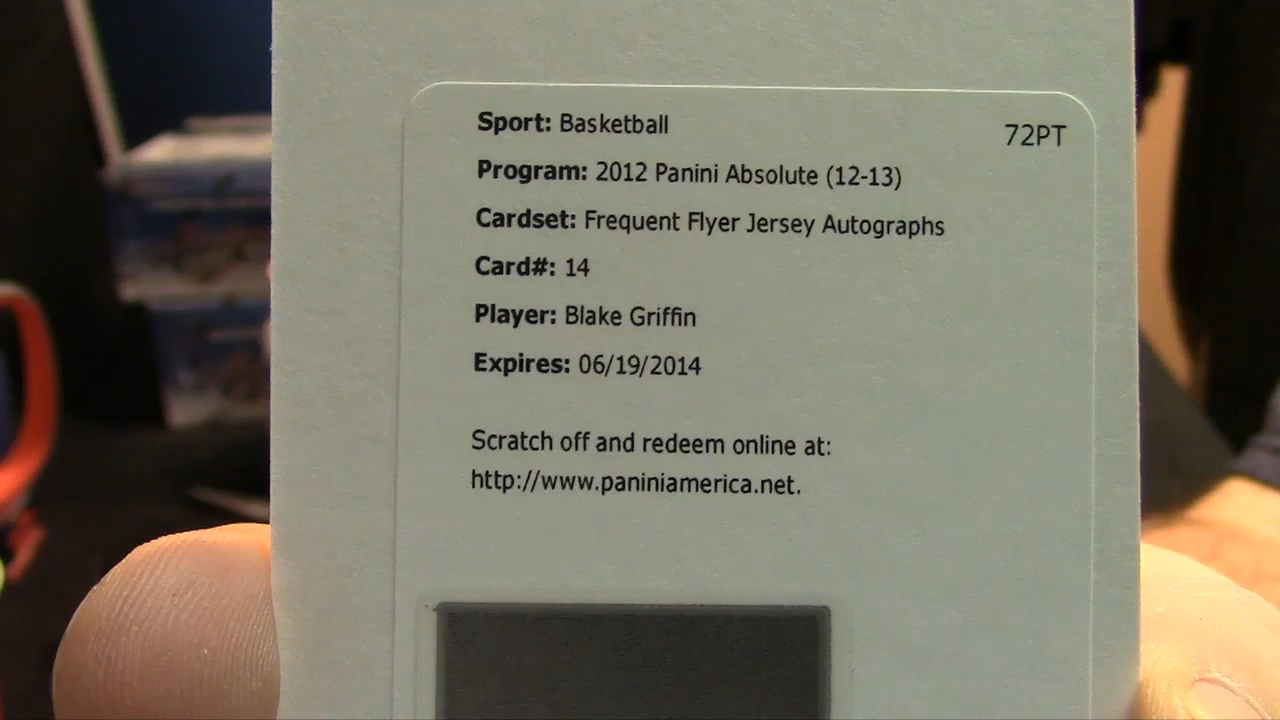 Sport: Basketball
72PT
Program: 2012 Panini Absolute (12-13)
Cardset: Frequent Flyer Jersey Autographs
Card#: 14
Player: Blake Griffin
Expires: 06/19/2014
Scratch off and redeem online at:
http://www.paniniamerica.net.